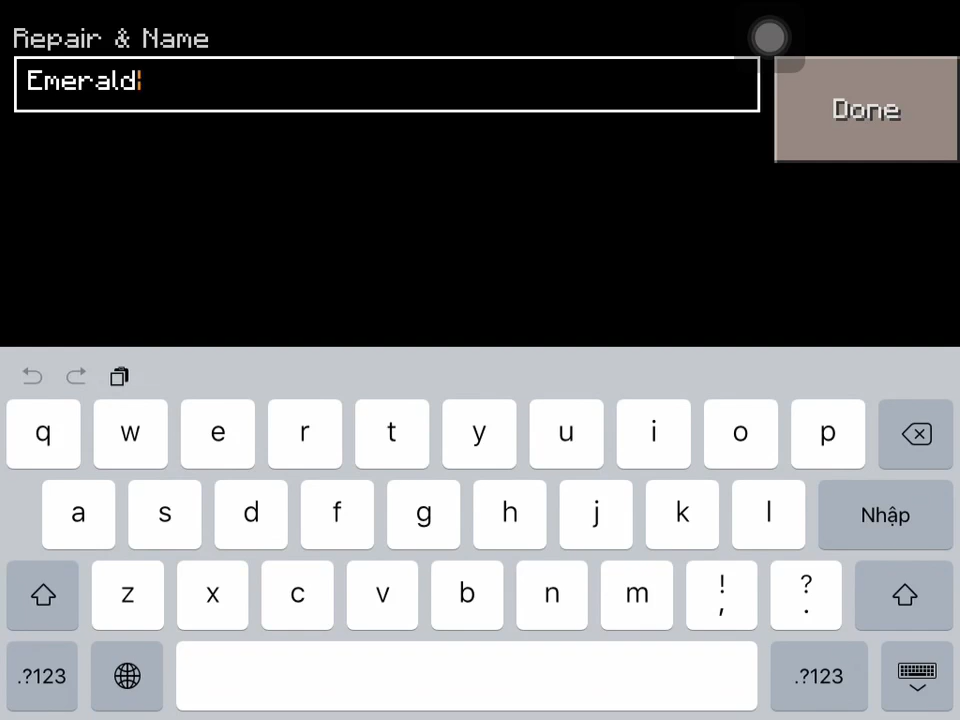 Repair & Name
Emerald
Done
q w e r t y u i o p
a s d f g h j k l Nhập
z x c v b n m ! , ? .
.?123 .?123